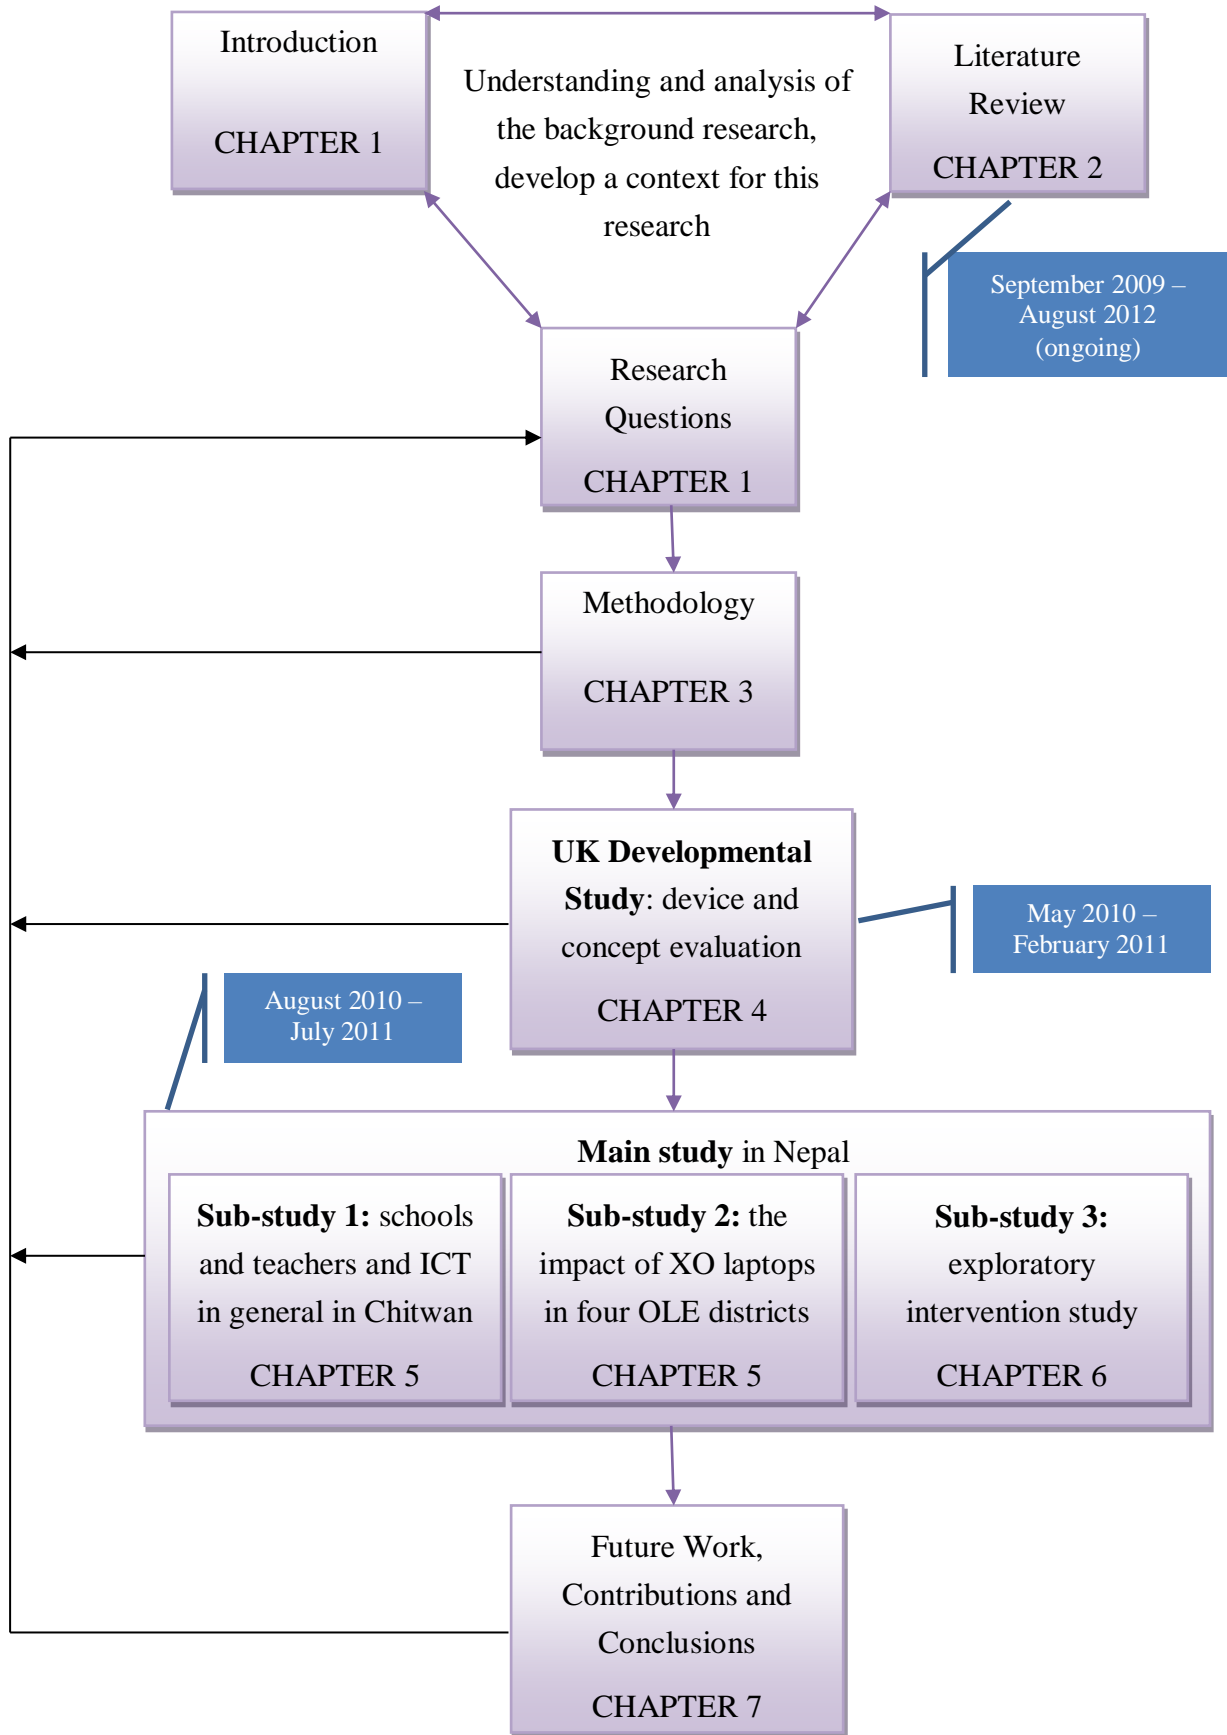 Introduction
CHAPTER 1
Understanding and analysis of
the background research,
develop a context for this
research
Literature
Review
CHAPTER 2
September 2009 –
August 2012
(ongoing)
Research
Questions
CHAPTER 1
Methodology
CHAPTER 3
UK Developmental
Study: device and
concept evaluation
CHAPTER 4
May 2010 –
February 2011
August 2010 –
July 2011
Main study in Nepal
Sub-study 1: schools
and teachers and ICT
in general in Chitwan
CHAPTER 5
Sub-study 2: the
impact of XO laptops
in four OLE districts
CHAPTER 5
Sub-study 3:
exploratory
intervention study
CHAPTER 6
Future Work,
Contributions and
Conclusions
CHAPTER 7